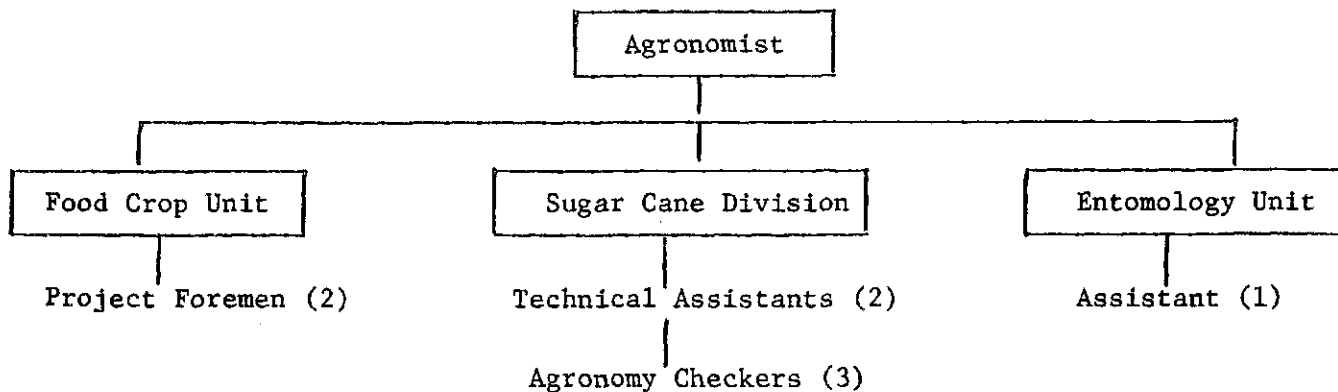 Agronomist
Food Crop Unit
Sugar Cane Division
Entomology Unit
Project Foremen (2)
Technical Assistants (2)
Assistant (1)
Agronomy Checkers (3)